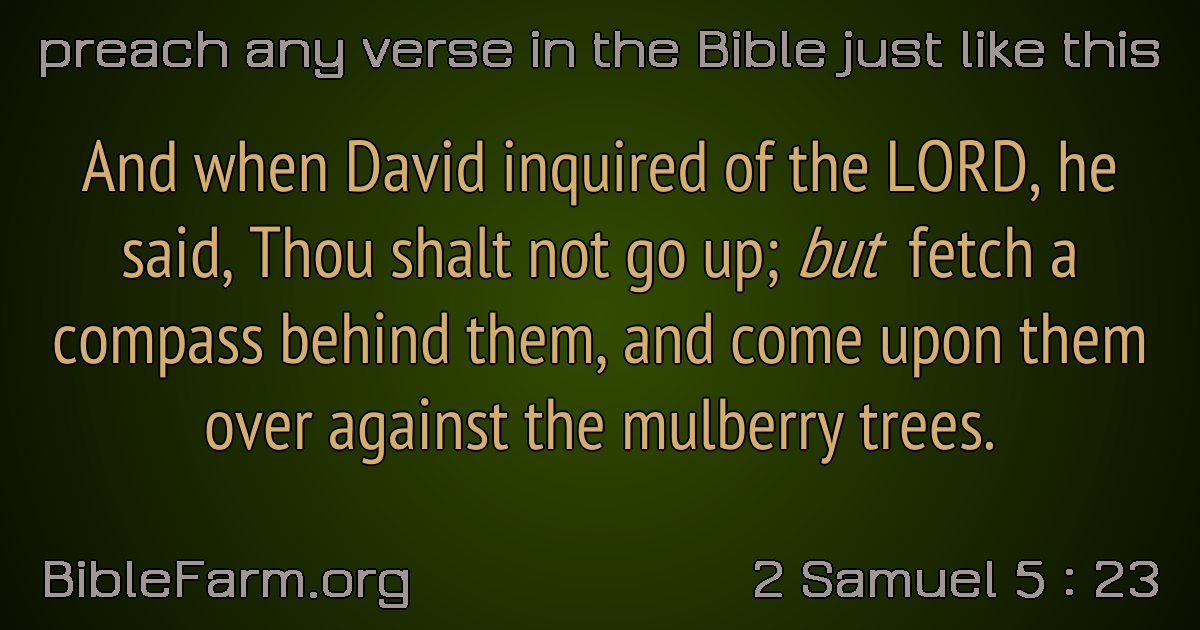 preach any verse in the Bible just like this
And when David inquired of the LORD, he
said, Thou shalt not go up; but fetch a
compass behind them, and come upon them
over against the mulberry trees.
BibleFarm.org
2 Samuel 5 : 23